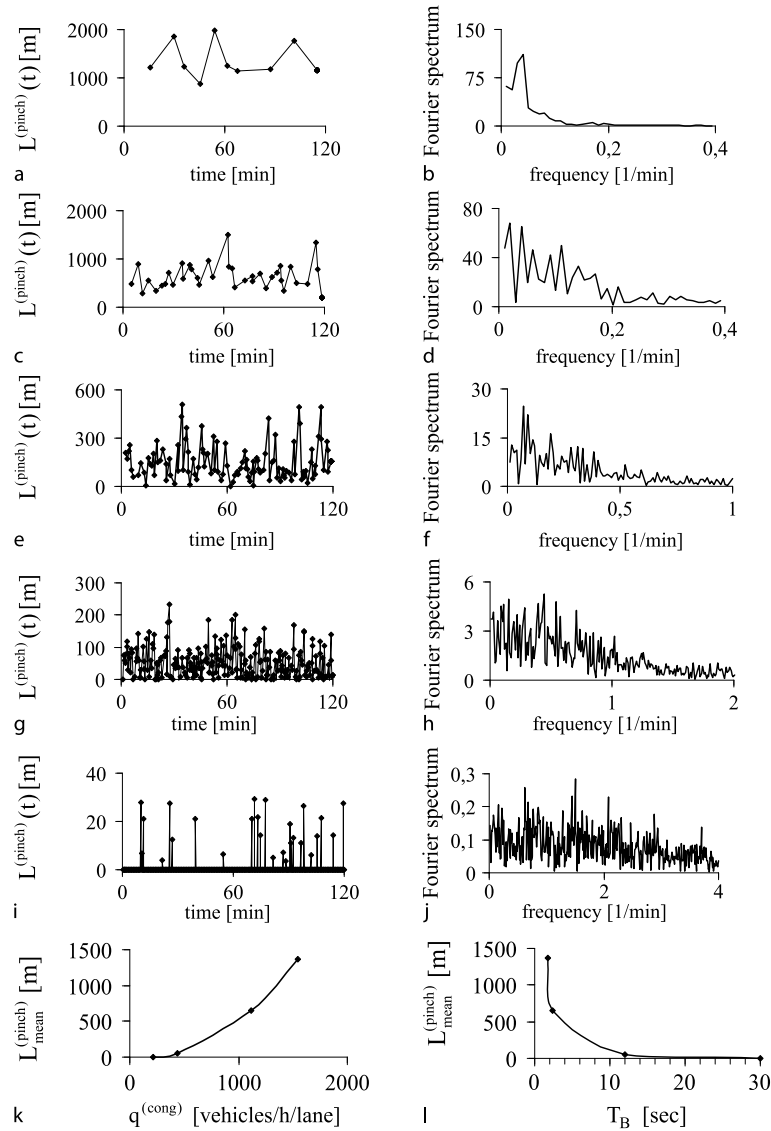 L(pinch)(t) [m]
2000
1000
0
0 60 120
time [min]
a
Fourier spectrum
150
75
0
0 0,2 0,4
frequency [1/min]
b
L(pinch)(t) [m]
2000
1000
0
0 60 120
time [min]
c
Fourier spectrum
80
40
0
0 0,2 0,4
frequency [1/min]
d
L(pinch)(t) [m]
600
300
0
0 60 120
time [min]
e
Fourier spectrum
30
15
0
0 0,5 1
frequency [1/min]
f
L(pinch)(t) [m]
300
200
100
0
0 60 120
time [min]
g
Fourier spectrum
6
3
0
0 1 2
frequency [1/min]
h
L(pinch)(t) [m]
40
20
0
0 60 120
time [min]
i
Fourier spectrum
0,3
0,2
0,1
0
0 2 4
frequency [1/min]
j
L(pinch)mean [m]
1500
1000
500
0
0 1000 2000
q(cong) [vehicles/h/lane]
k
L(pinch)mean [m]
1500
1000
500
0
0 10 20 30
TB [sec]
l